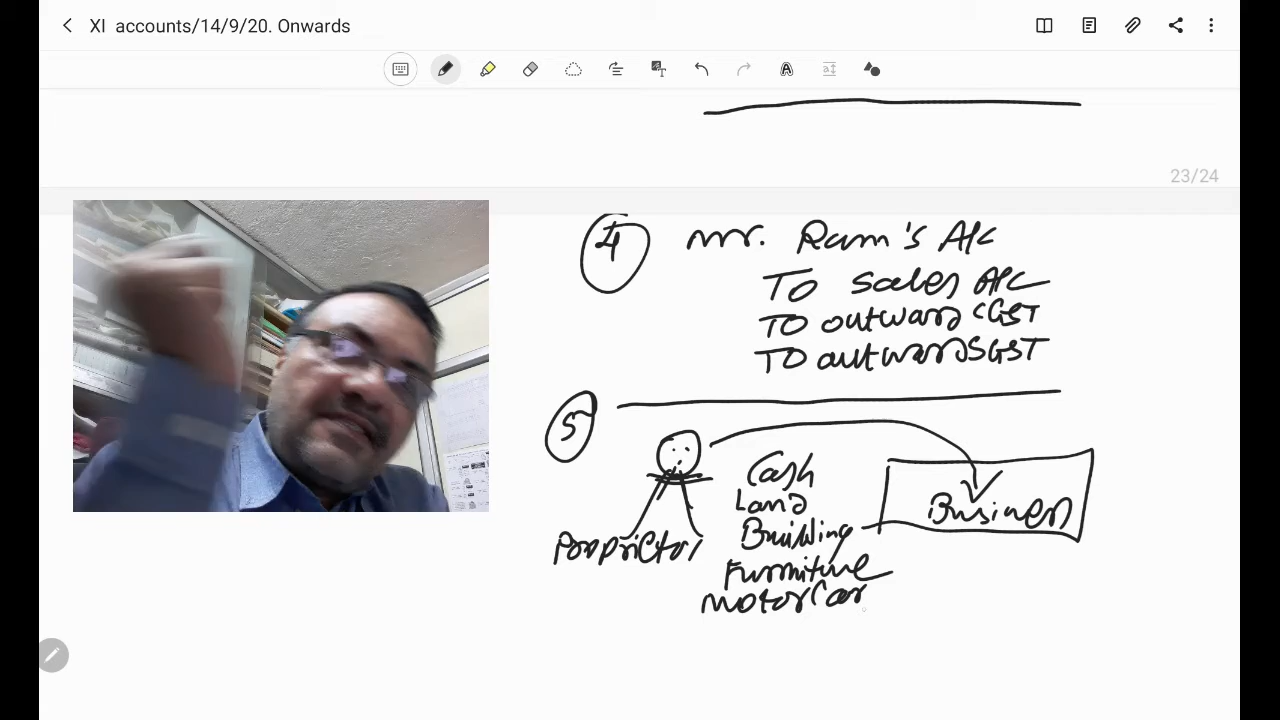 XI accounts/14/9/20. Onwards
23/24
4 Mr. Ram's A/c
To Sales A/c
To outward CGST
To outward SGST
5
Cash
Land
Building
Furniture
Motor Car
Proprietor
Business